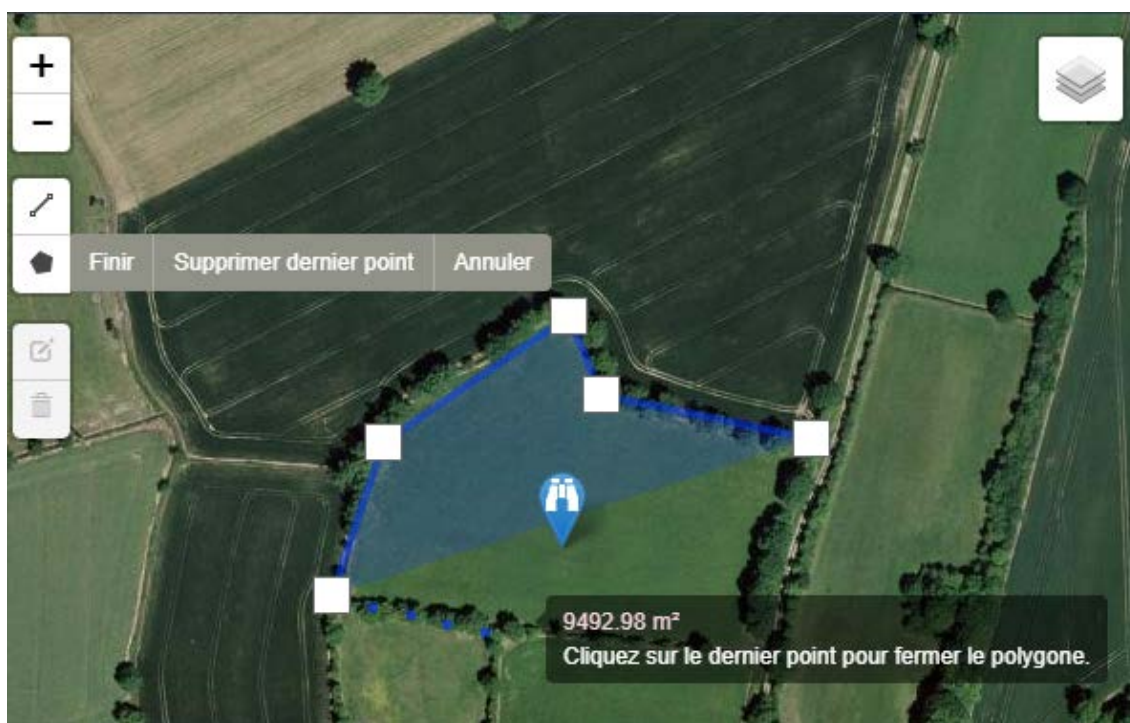 +
−
Finir Supprimer dernier point Annuler
9492.98 m²
Cliquez sur le dernier point pour fermer le polygone.